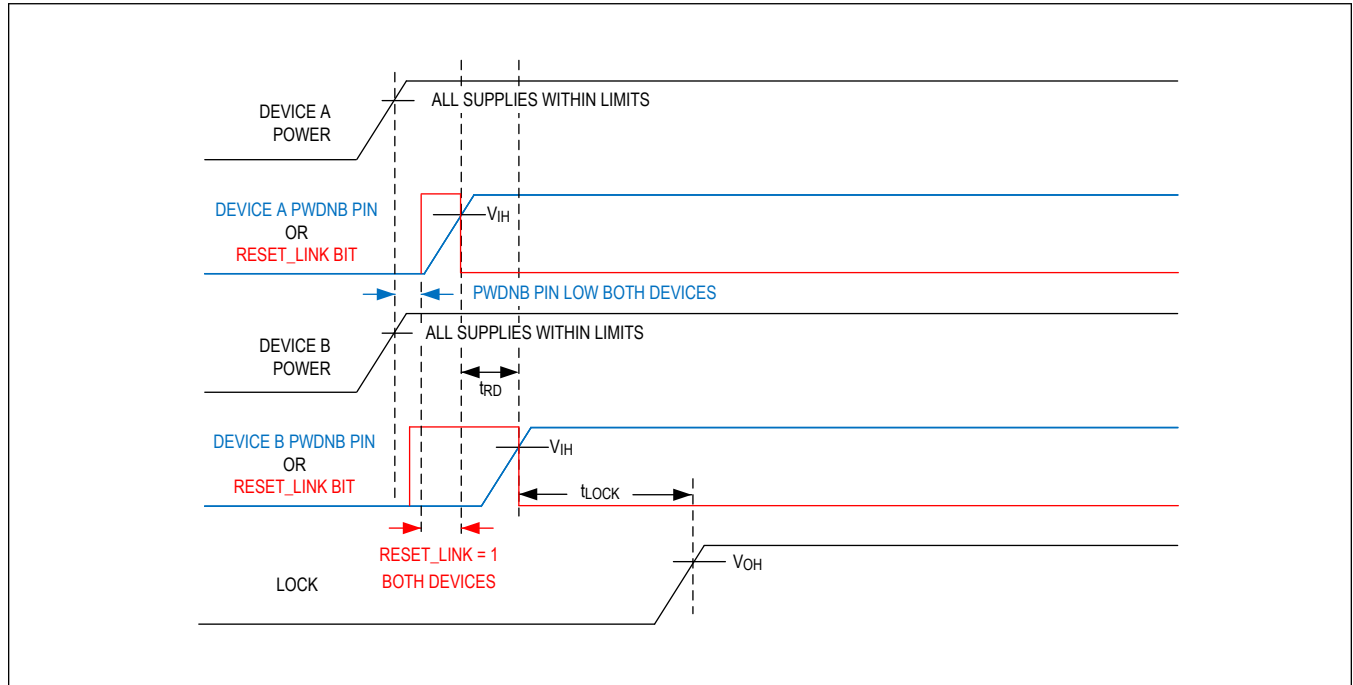 ALL SUPPLIES WITHIN LIMITS
DEVICE A
POWER
DEVICE A PWDNB PIN
OR
RESET_LINK BIT
VIH
PWDNB PIN LOW BOTH DEVICES
ALL SUPPLIES WITHIN LIMITS
DEVICE B
POWER
tRD
DEVICE B PWDNB PIN
OR
RESET_LINK BIT
VIH
tLOCK
RESET_LINK = 1
BOTH DEVICES
LOCK
VOH